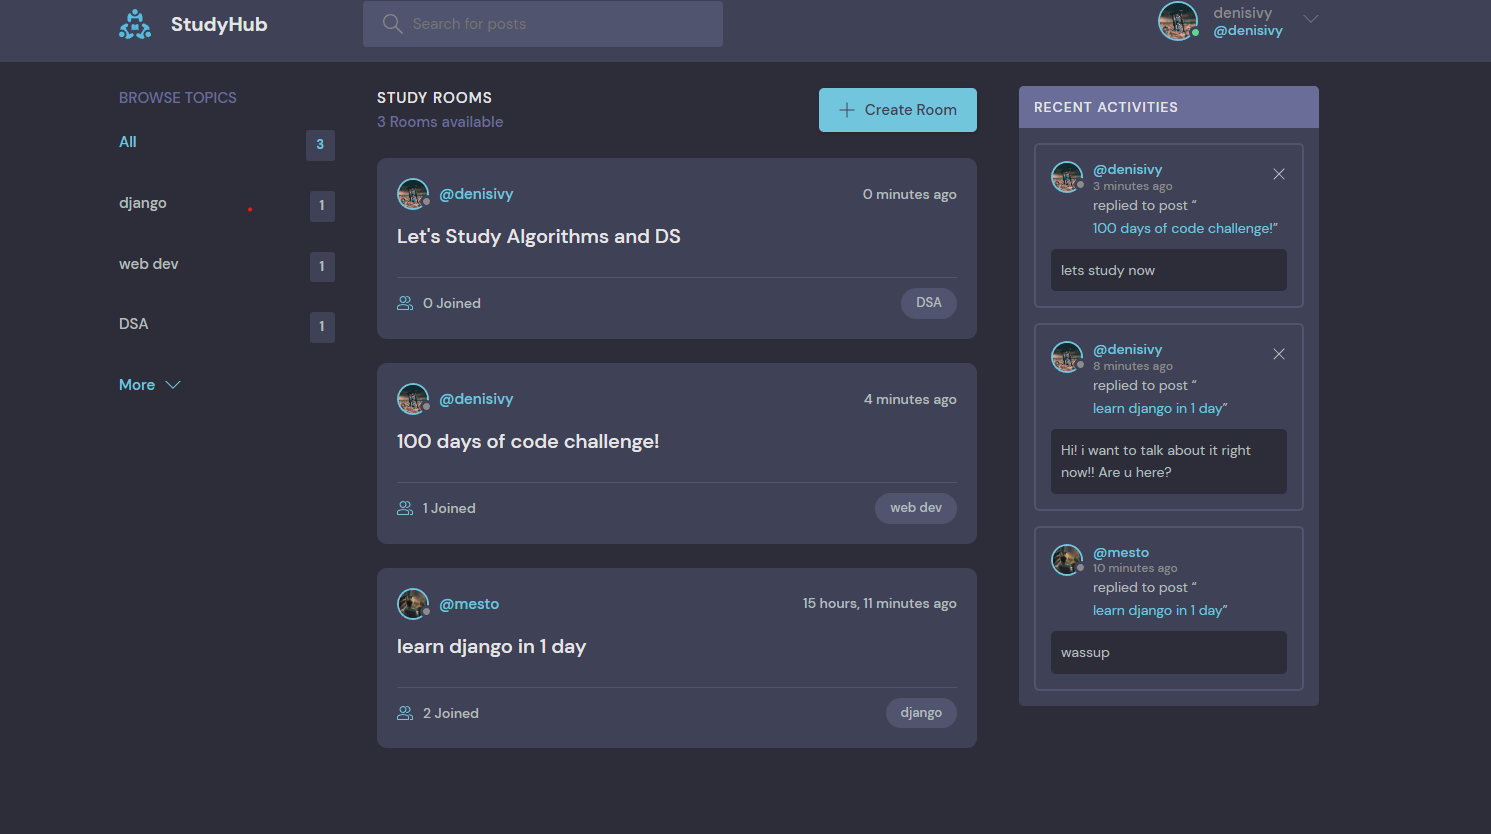 StudyHub
Search for posts
denisivy
@denisivy
BROWSE TOPICS
All
3
django
1
web dev
1
DSA
1
More
STUDY ROOMS
3 Rooms available
Create Room
@denisivy
0 minutes ago
Let's Study Algorithms and DS
0 Joined
DSA
@denisivy
4 minutes ago
100 days of code challenge!
1 Joined
web dev
@mesto
15 hours, 11 minutes ago
learn django in 1 day
2 Joined
django
RECENT ACTIVITIES
@denisivy
3 minutes ago
replied to post “
100 days of code challenge!”
lets study now
@denisivy
8 minutes ago
replied to post “
learn django in 1 day”
Hi! i want to talk about it right
now!! Are u here?
@mesto
10 minutes ago
replied to post “
learn django in 1 day”
wassup